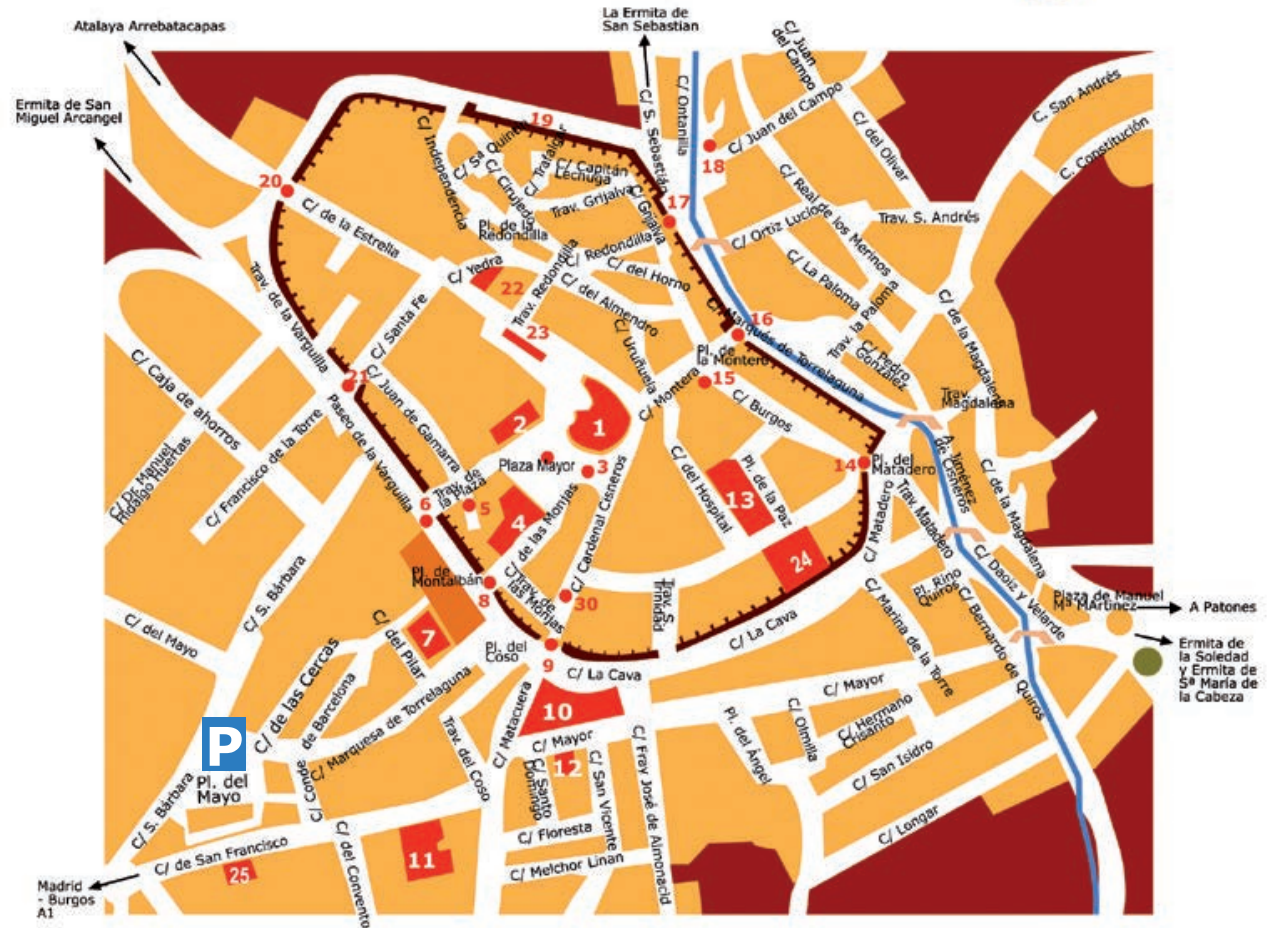 La Ermita de
San Sebastian
Atalaya Arrebatacapas
Ermita de San
Miguel Arcangel
C/ Juan
del Campo
C/ S. Sebastián
C/ Ontanilla
C/ Juan del Campo
C/ del Olivar
C. San Andrés
C. Constitución
19
18
C/ Independencia
C/ Sª Quinteria
C/ Trafalgar
C/ Cirujedo
C/ Capitán
Lechuga
Trav. Grijalva
C/ Grijalva
17
20
C/ de la Estrella
Pl. de la
Redondilla
C/ Redondilla
C/ Real de los Merinos
C/ Ortiz Lucio
Trav. S. Andrés
C/ Yedra
22
Trav. Redondilla
C/ del Horno
C/ del Almendro
C/ La Paloma
Trav. la Paloma
Trav. de la Varguilla
C/ Santa Fe
23
C/ Uruñuela
C/ Marqués de Torrelaguna
16
Pl. de
la Montera
C/ Pedro
González
C/ de la Magdalena
Trav.
Magdalena
C/ Caja de ahorros
21
C/ Juan de Gamarra
Paseo de la Varguilla
C/ Montera
15
C/ Burgos
C/ Dr. Manuel
Hidalgo Huertas
C/ Francisco de la Torre
2
1
Plaza Mayor
3
C/ del Hospital
13
Pl. de la Paz
14
Pl. del
Matadero
A. Jiménez
de Cisneros
C/ de la Magdalena
6
Trav. de
la Plaza
5
4
C/ de las Monjas
C/ Cardenal Cisneros
C/ Matadero
Trav. Matadero
24
Pl. de
Montalbán
8
Trav. de
las Monjas
30
Trav. S.
Trinidad
C/ La Cava
Pl. Rino
Quiros
C/ Daoiz y Velarde
Plaza de Manuel
Mª MArtinez
A Patones
Ermita de
la Soledad
y Ermita de
Sª María de
la Cabeza
C/ S. Bárbara
C/ del Mayo
C/ del Pilar
7
Pl. del
Coso
9
C/ La Cava
C/ Marina de la Torre
C/ Bernardo de Quiros
C/ de las Cercas
C/ Conde de Barcelona
C/ Marquesa de Torrelaguna
Trav. del Coso
C/ Matacuera
10
C/ Mayor
C/ Mayor
12
C/ Santo
Domingo
C/ San Vicente
C/ Fray José de Almonacid
Pl. del Ángel
C/ Olmilla
C/ Hermano
Crisanto
C/ San Isidro
C/ Longar
P
Pl. del
Mayo
C/ S. Bárbara
C/ de San Francisco
25
C/ del Convento
11
C/ Floresta
C/ Melchor Linan
Madrid
- Burgos
A1